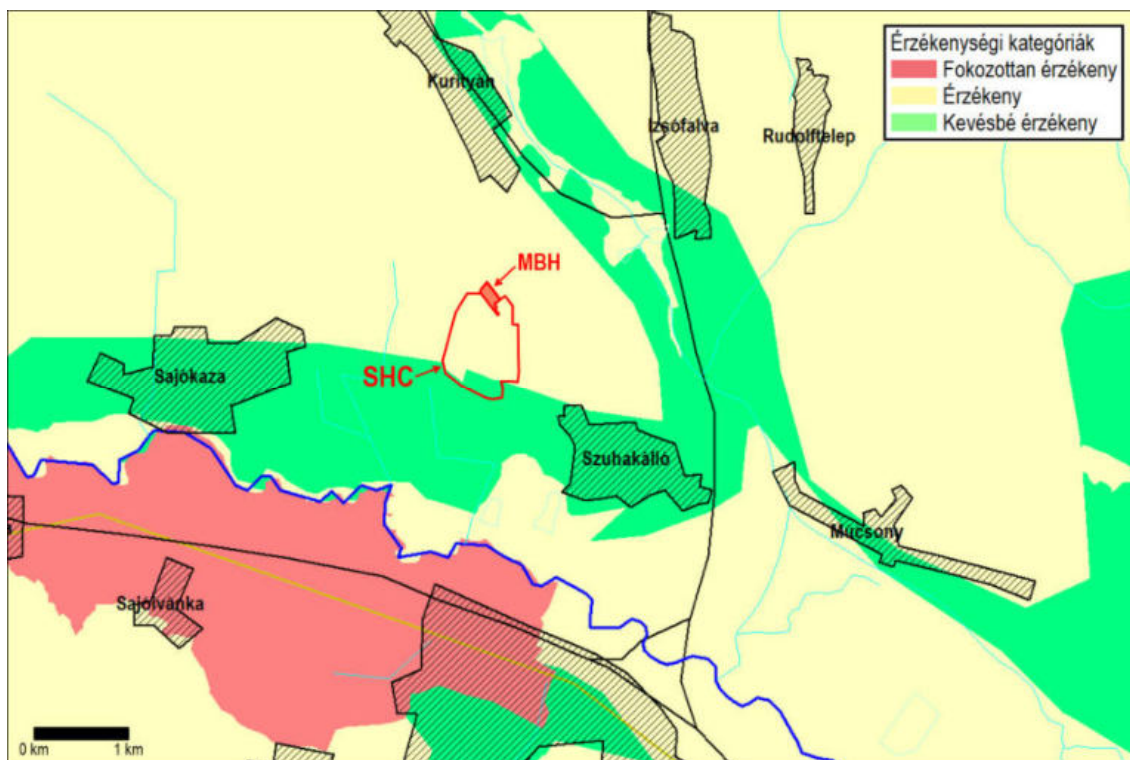 Érzékenységi kategóriák
Fokozottan érzékeny
Érzékeny
Kevésbé érzékeny
Kurityán
Izsófalva
Rudolftelep
MBH
SHC
Sajókaza
Szuhakálló
Múcsony
Sajóivánka
0 km 1 km